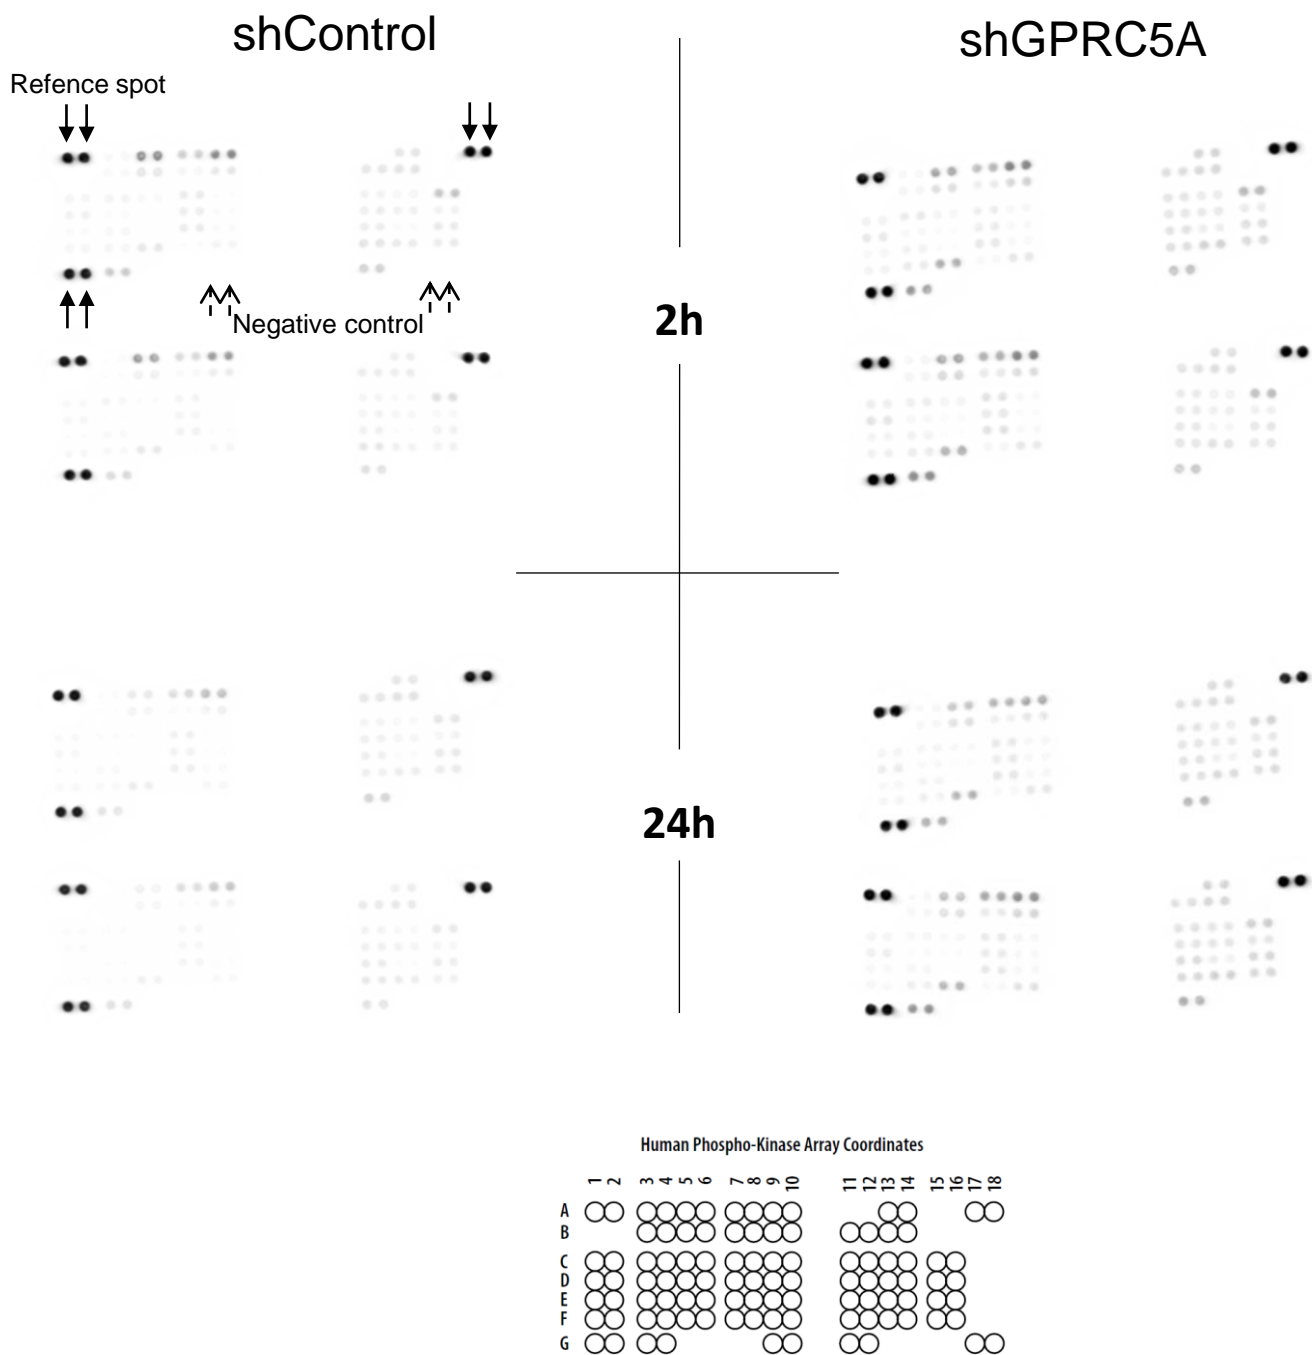 shControl
shGPRC5A
Refence spot
2h
Negative control
24h
Human Phospho-Kinase Array Coordinates
1 2 3 4 5 6 7 8 9 10 11 12 13 14 15 16 17 18
A
B
C
D
E
F
G